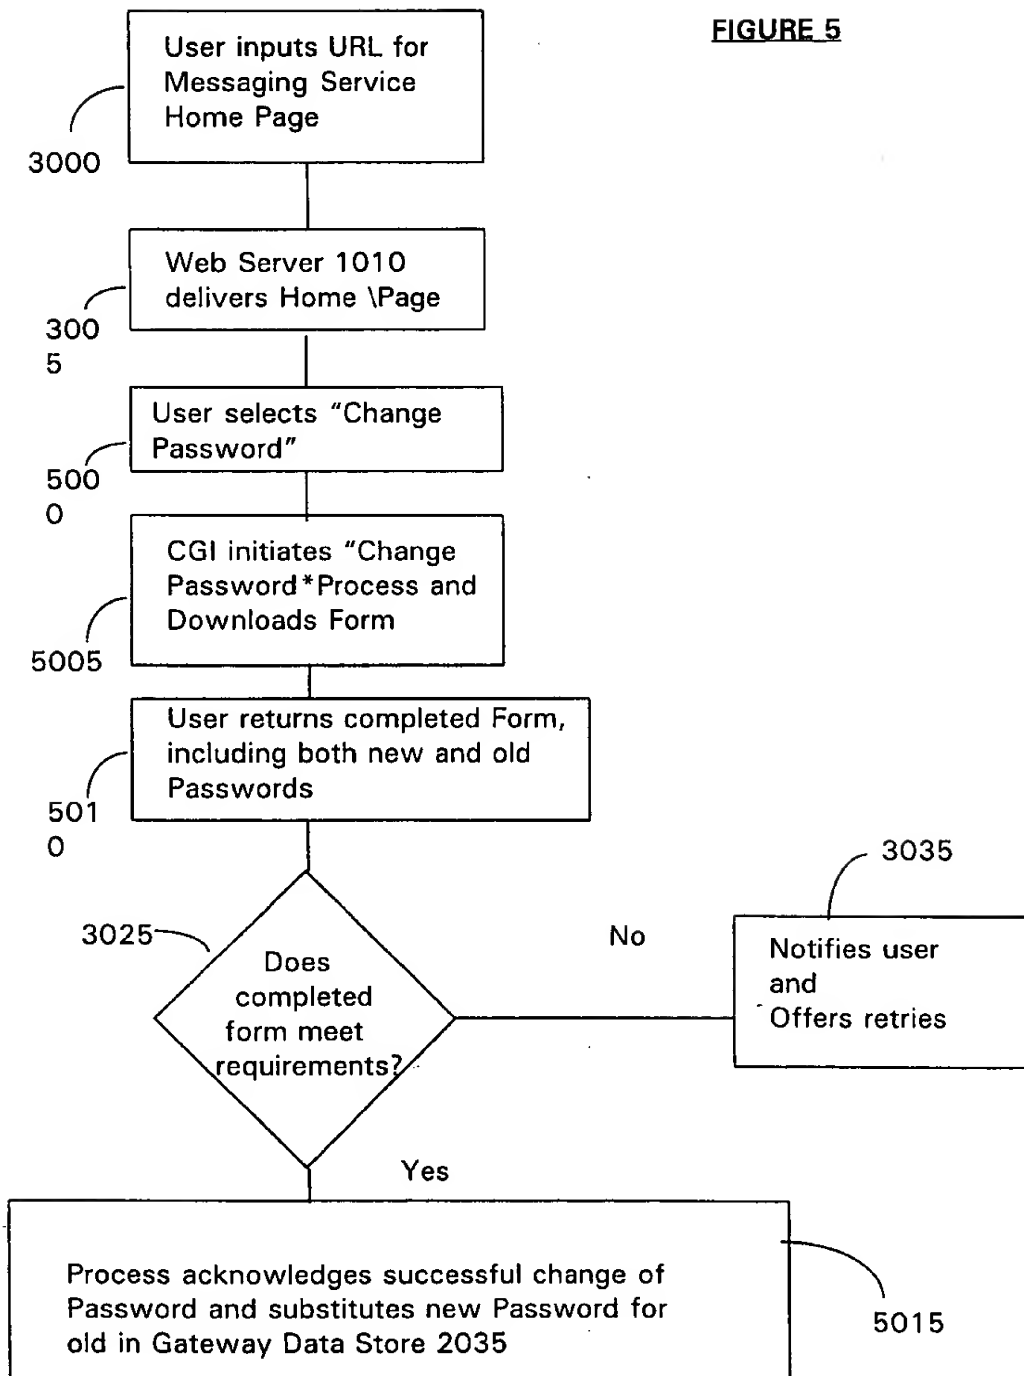 FIGURE 5
User inputs URL for
Messaging Service
Home Page
3000
Web Server 1010
delivers Home \Page
300
5
User selects "Change
Password"
500
0
CGI initiates "Change
Password*Process and
Downloads Form
5005
User returns completed Form,
including both new and old
Passwords
501
0
3035
3025
No
Does
completed
form meet
requirements?
Notifies user
and
Offers retries
Yes
Process acknowledges successful change of
Password and substitutes new Password for
old in Gateway Data Store 2035
5015